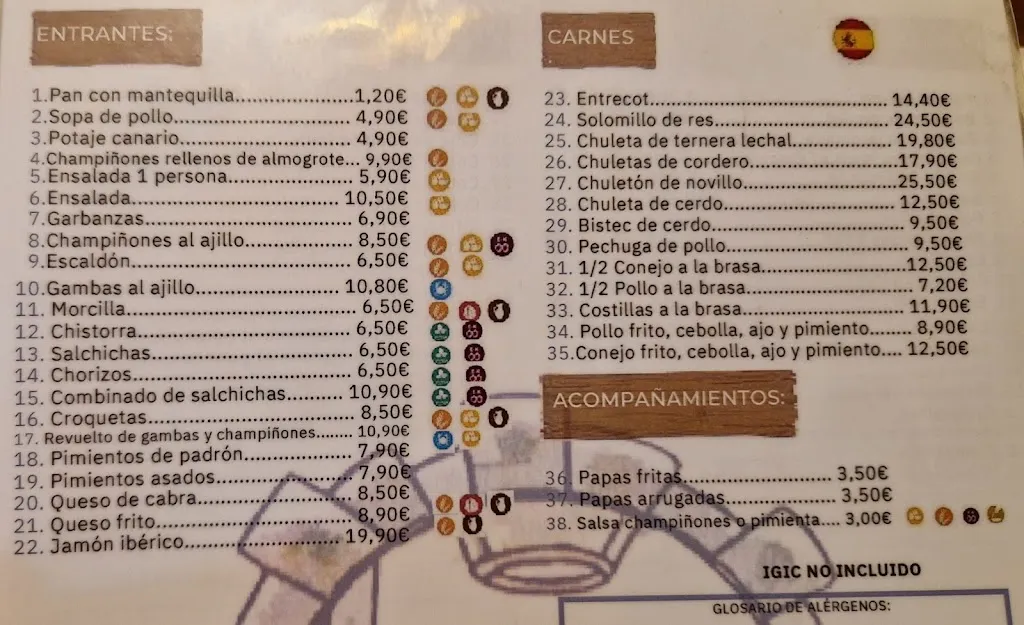 ENTRANTES:
1.Pan con mantequilla......................1,20€
2.Sopa de pollo.................................4,90€
3.Potaje canario................................4,90€
4.Champiñones rellenos de almogrote... 9,90€
5.Ensalada 1 persona......................5,90€
6.Ensalada......................................10,50€
7.Garbanzas.....................................6,90€
8.Champiñones al ajillo..................8,50€
9.Escaldón........................................6,50€
10.Gambas al ajillo..........................10,80€
11. Morcilla.........................................6,50€
12. Chistorra.......................................6,50€
13. Salchichas.....................................6,50€
14. Chorizos........................................6,50€
15. Combinado de salchichas.........10,90€
16. Croquetas.....................................8,50€
17. Revuelto de gambas y champiñones....... 10,90€
18. Pimientos de padrón..................7,90€
19. Pimientos asados........................7,90€
20. Queso de cabra...........................8,50€
21. Queso frito...................................8,90€
22. Jamón ibérico.............................19,90€
CARNES
23. Entrecot........................................ 14,40€
24. Solomillo de res............................24,50€
25. Chuleta de ternera lechal.............19,80€
26. Chuletas de cordero.....................17,90€
27. Chuletón de novillo......................25,50€
28. Chuleta de cerdo..........................12,50€
29. Bistec de cerdo.............................. 9,50€
30. Pechuga de pollo............................9,50€
31. 1/2 Conejo a la brasa....................12,50€
32. 1/2 Pollo a la brasa.........................7,20€
33. Costillas a la brasa........................11,90€
34. Pollo frito, cebolla, ajo y pimiento...... 8,90€
35.Conejo frito, cebolla, ajo y pimiento.... 12,50€
ACOMPAÑAMIENTOS:
36. Papas fritas........................... 3,50€
37. Papas arrugadas....................3,50€
38. Salsa champiñones o pimienta.... 3,00€
IGIC NO INCLUIDO
GLOSARIO DE ALÉRGENOS: